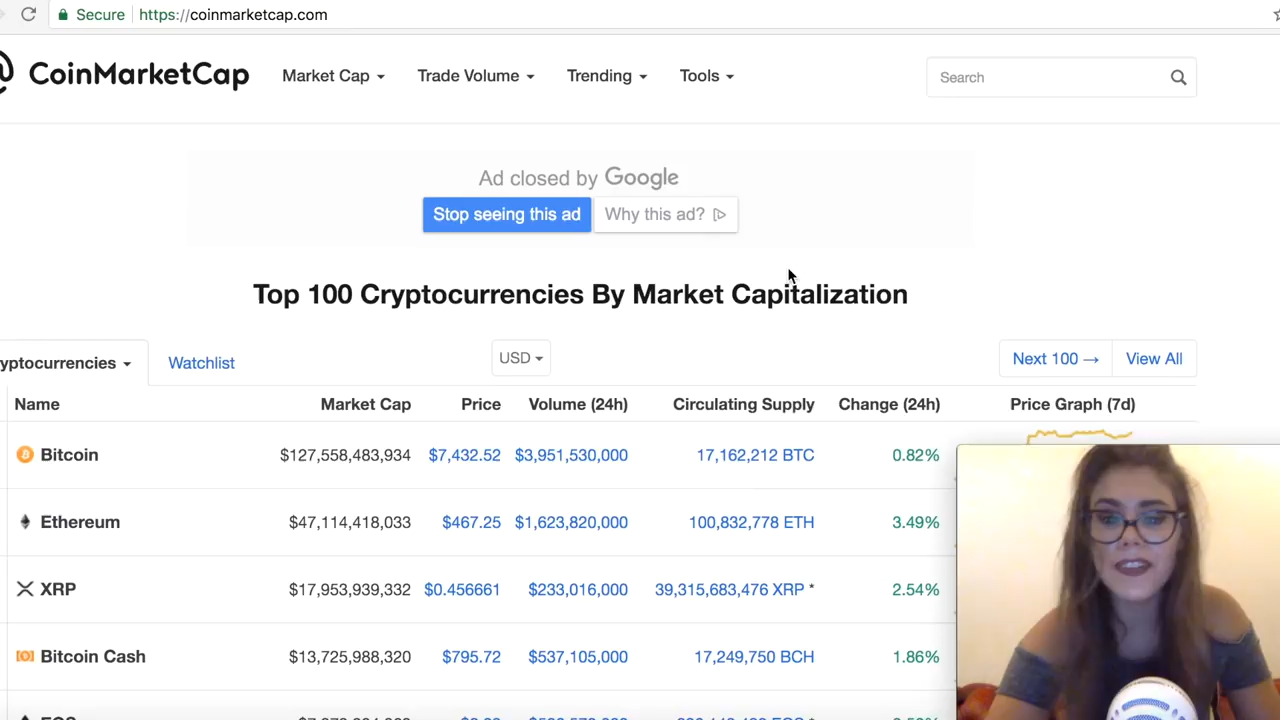 Secure https://coinmarketcap.com
CoinMarketCap Market Cap Trade Volume Trending Tools Search
Ad closed by Google
Stop seeing this ad Why this ad?
Top 100 Cryptocurrencies By Market Capitalization
yptocurrencies Watchlist USD Next 100 → View All
Name Market Cap Price Volume (24h) Circulating Supply Change (24h) Price Graph (7d)
Bitcoin $127,558,483,934 $7,432.52 $3,951,530,000 17,162,212 BTC 0.82%
Ethereum $47,114,418,033 $467.25 $1,623,820,000 100,832,778 ETH 3.49%
XRP $17,953,939,332 $0.456661 $233,016,000 39,315,683,476 XRP * 2.54%
Bitcoin Cash $13,725,988,320 $795.72 $537,105,000 17,249,750 BCH 1.86%